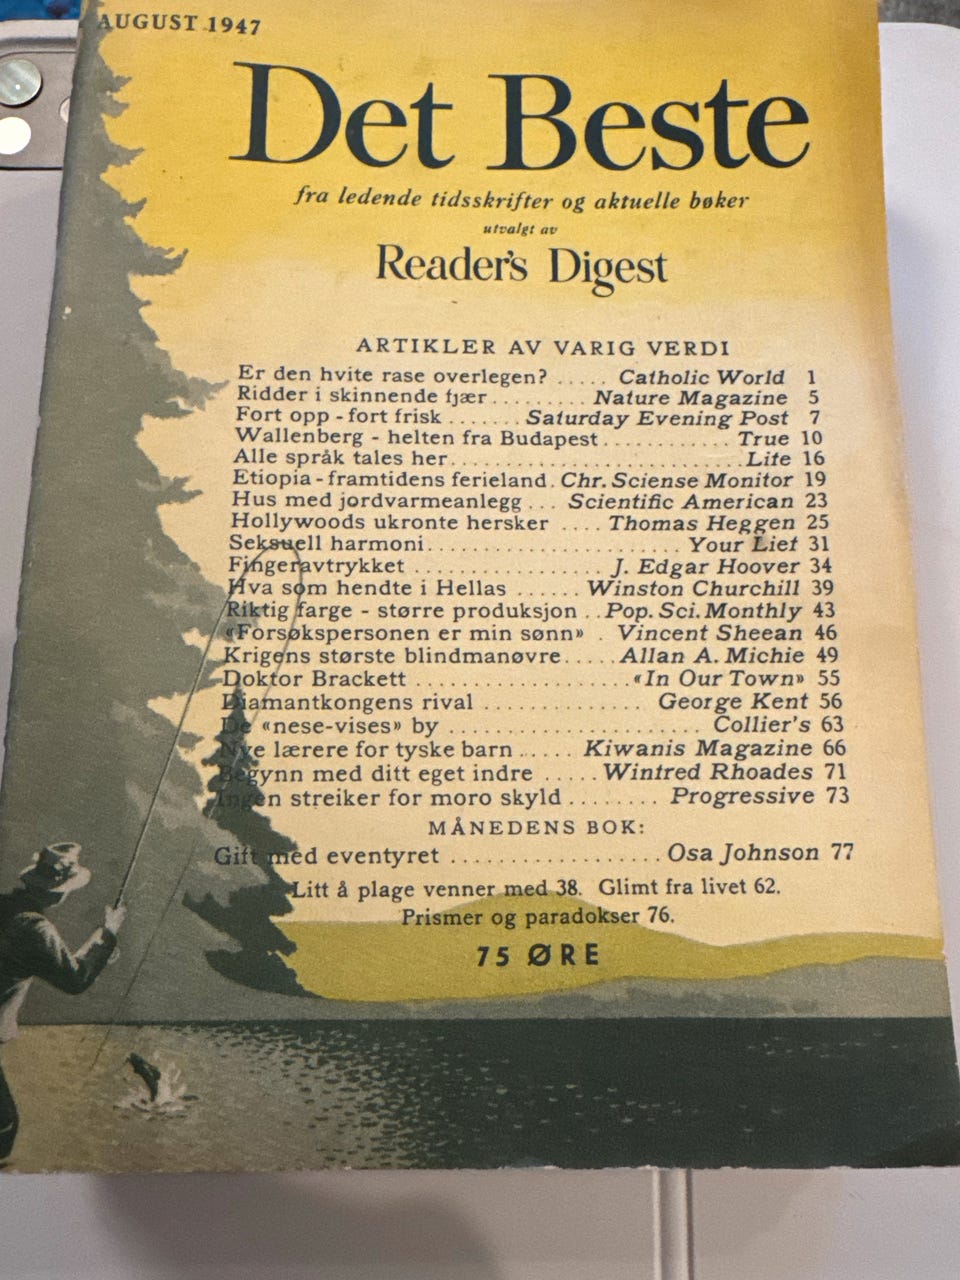 AUGUST 1947
Det Beste
fra ledende tidsskrifter og aktuelle bøker
utvalgt av
Reader's Digest
ARTIKLER AV VARIG VERDI
Er den hvite rase overlegen? ..... Catholic World 1
Ridder i skinnende fjær ......... Nature Magazine 5
Fort opp - fort frisk ....... Saturday Evening Post 7
Wallenberg - helten fra Budapest ............ True 10
Alle språk tales her ........................... Life 16
Etiopia - framtidens ferieland . Chr. Sciense Monitor 19
Hus med jordvarmeanlegg ... Scientific American 23
Hollywoods ukronte hersker .... Thomas Heggen 25
Seksuell harmoni ....................... Your Lief 31
Fingeravtrykket ................. J. Edgar Hoover 34
Hva som hendte i Hellas ...... Winston Churchill 39
Riktig farge - større produksjon .. Pop. Sci. Monthly 43
«Forsøkspersonen er min sønn» . Vincent Sheean 46
Krigens største blindmanøvre ..... Allan A. Michie 49
Doktor Brackett .................. «In Our Town» 55
Diamantkongens rival .............. George Kent 56
De «nese-vises» by ....................... Collier's 63
Nye lærere for tyske barn ...... Kiwanis Magazine 66
Begynn med ditt eget indre ..... Winfred Rhoades 71
Ingen streiker for moro skyld ........ Progressive 73
MÅNEDENS BOK:
Gift med eventyret ................... Osa Johnson 77
Litt å plage venner med 38. Glimt fra livet 62.
Prismer og paradokser 76.
75 ØRE